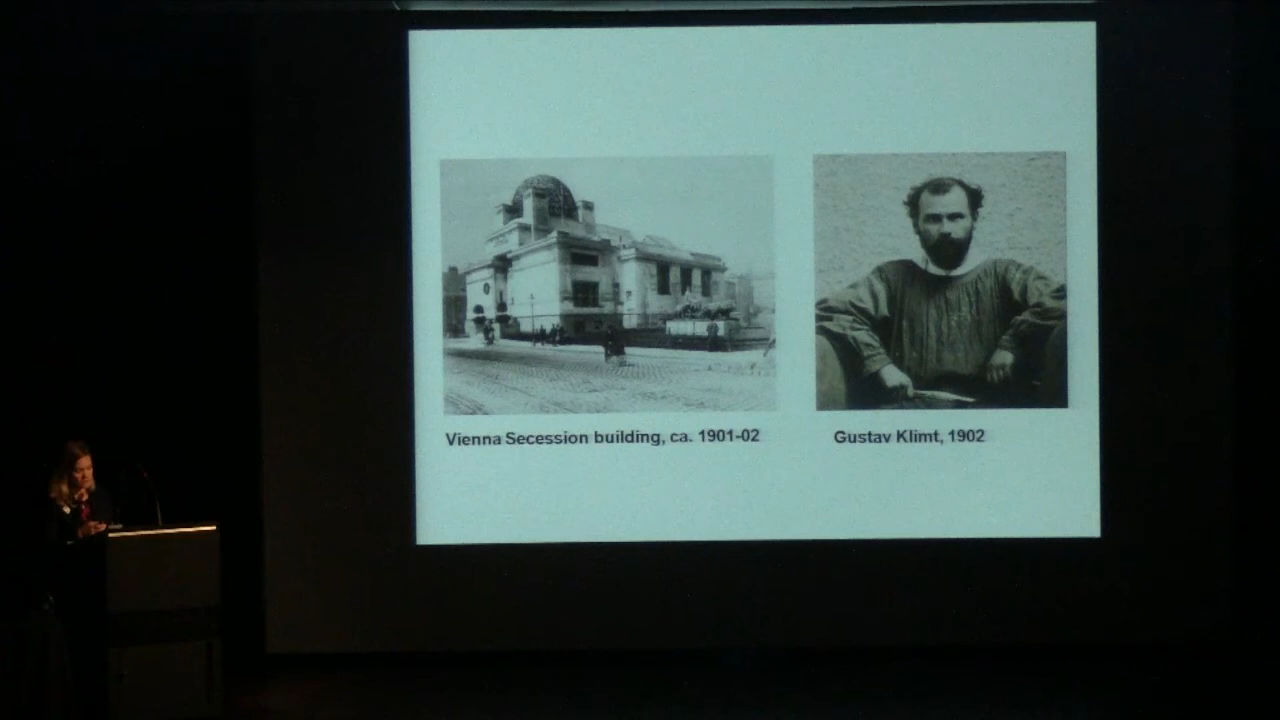 Vienna Secession building, ca. 1901-02
Gustav Klimt, 1902